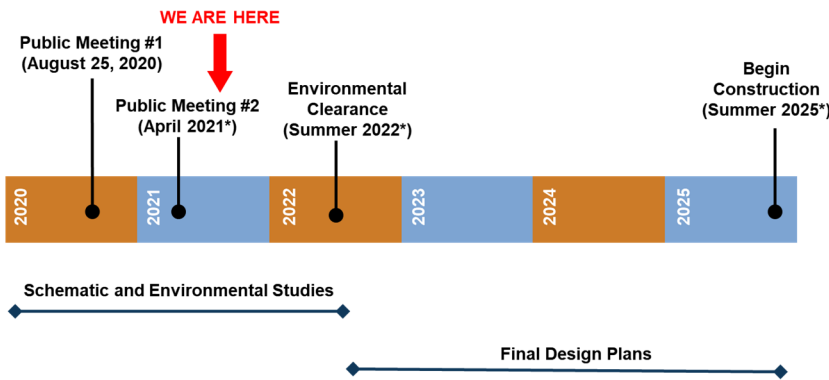 WE ARE HERE
Public Meeting #1
(August 25, 2020)
Public Meeting #2
(April 2021*)
Environmental
Clearance
(Summer 2022*)
Begin
Construction
(Summer 2025*)
2020
2021
2022
2023
2024
2025
Schematic and Environmental Studies
Final Design Plans